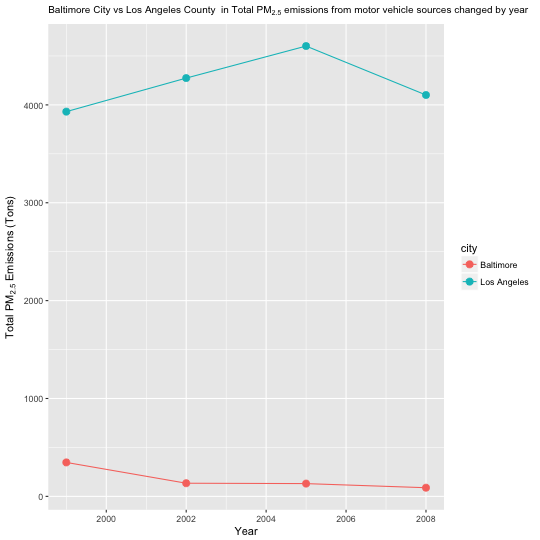 Baltimore City vs Los Angeles County  in Total PM2.5 emissions from motor vehicle sources changed by year
Total PM2.5 Emissions (Tons)
4000
3000
2000
1000
0
2000 2002 2004 2006 2008
Year
city
Baltimore
Los Angeles